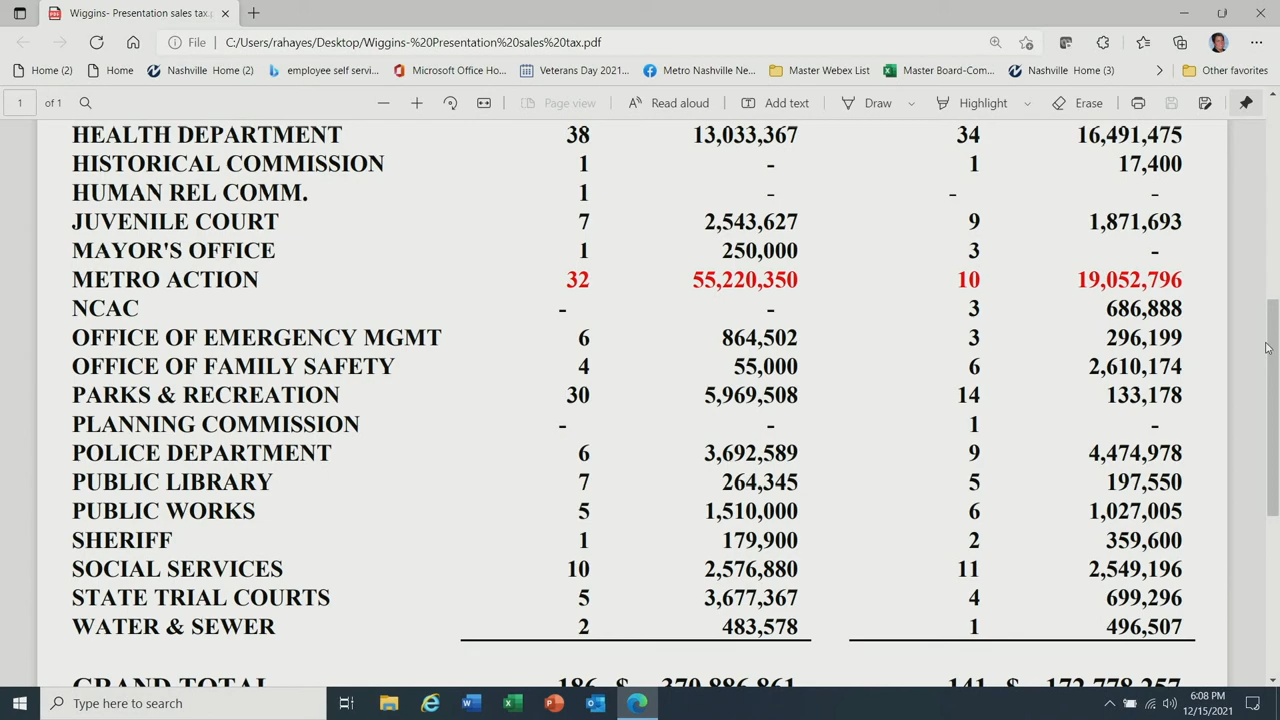 Wiggins- Presentation sales tax.p
File C:/Users/rahayes/Desktop/Wiggins-%20Presentation%20sales%20tax.pdf
Home (2) Home Nashville Home (2) employee self servi... Microsoft Office Ho... Veterans Day 2021... Metro Nashville Ne... Master Webex List Master Board-Com... Nashville Home (3) Other favorites
1 of 1 Page view Read aloud Add text Draw Highlight Erase
HEALTH DEPARTMENT 38 13,033,367 34 16,491,475
HISTORICAL COMMISSION 1 - 1 17,400
HUMAN REL COMM. 1 - - -
JUVENILE COURT 7 2,543,627 9 1,871,693
MAYOR'S OFFICE 1 250,000 3 -
METRO ACTION 32 55,220,350 10 19,052,796
NCAC - - 3 686,888
OFFICE OF EMERGENCY MGMT 6 864,502 3 296,199
OFFICE OF FAMILY SAFETY 4 55,000 6 2,610,174
PARKS & RECREATION 30 5,969,508 14 133,178
PLANNING COMMISSION - - 1 -
POLICE DEPARTMENT 6 3,692,589 9 4,474,978
PUBLIC LIBRARY 7 264,345 5 197,550
PUBLIC WORKS 5 1,510,000 6 1,027,005
SHERIFF 1 179,900 2 359,600
SOCIAL SERVICES 10 2,576,880 11 2,549,196
STATE TRIAL COURTS 5 3,677,367 4 699,296
WATER & SEWER 2 483,578 1 496,507
GRAND TOTAL 186 $ 370,886,861 141 $ 172,778,257
Type here to search
6:08 PM
12/15/2021